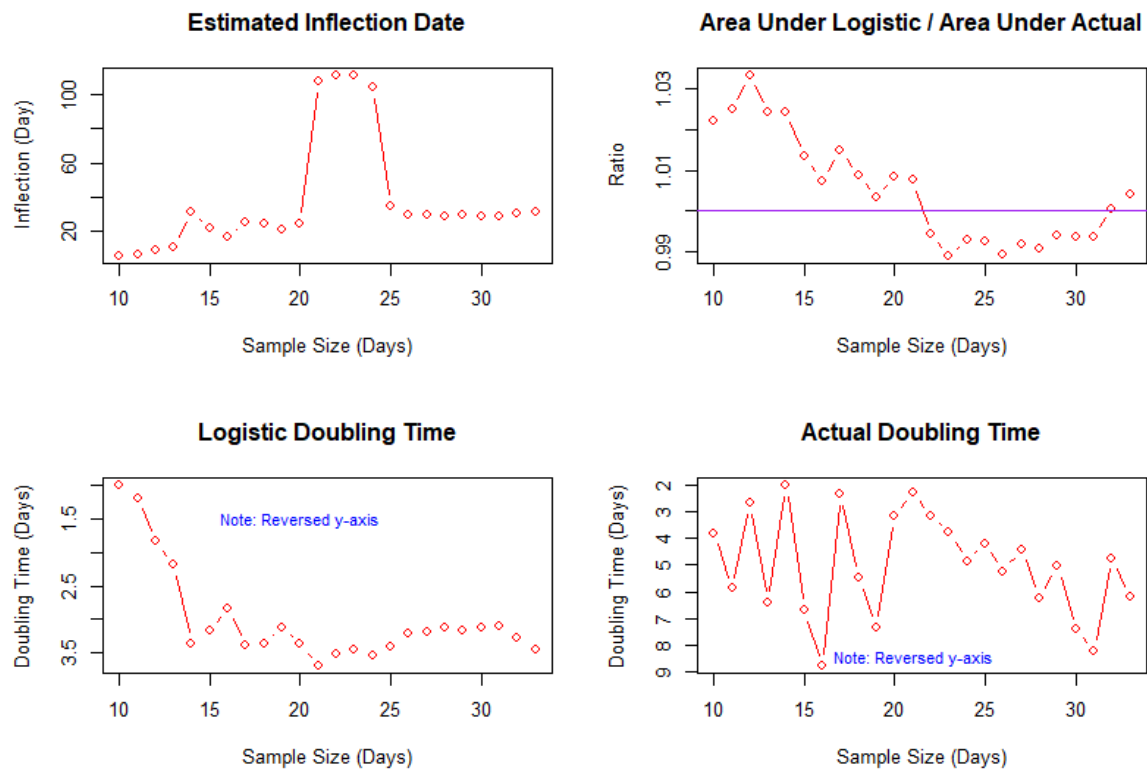 Estimated Inflection Date
Inflection (Day)
100
60
20
10 15 20 25 30
Sample Size (Days)
Area Under Logistic / Area Under Actual
Ratio
1.03
1.01
0.99
10 15 20 25 30
Sample Size (Days)
Logistic Doubling Time
Doubling Time (Days)
1.5
2.5
3.5
Note: Reversed y-axis
10 15 20 25 30
Sample Size (Days)
Actual Doubling Time
Doubling Time (Days)
2
3
4
5
6
7
8
9
Note: Reversed y-axis
10 15 20 25 30
Sample Size (Days)